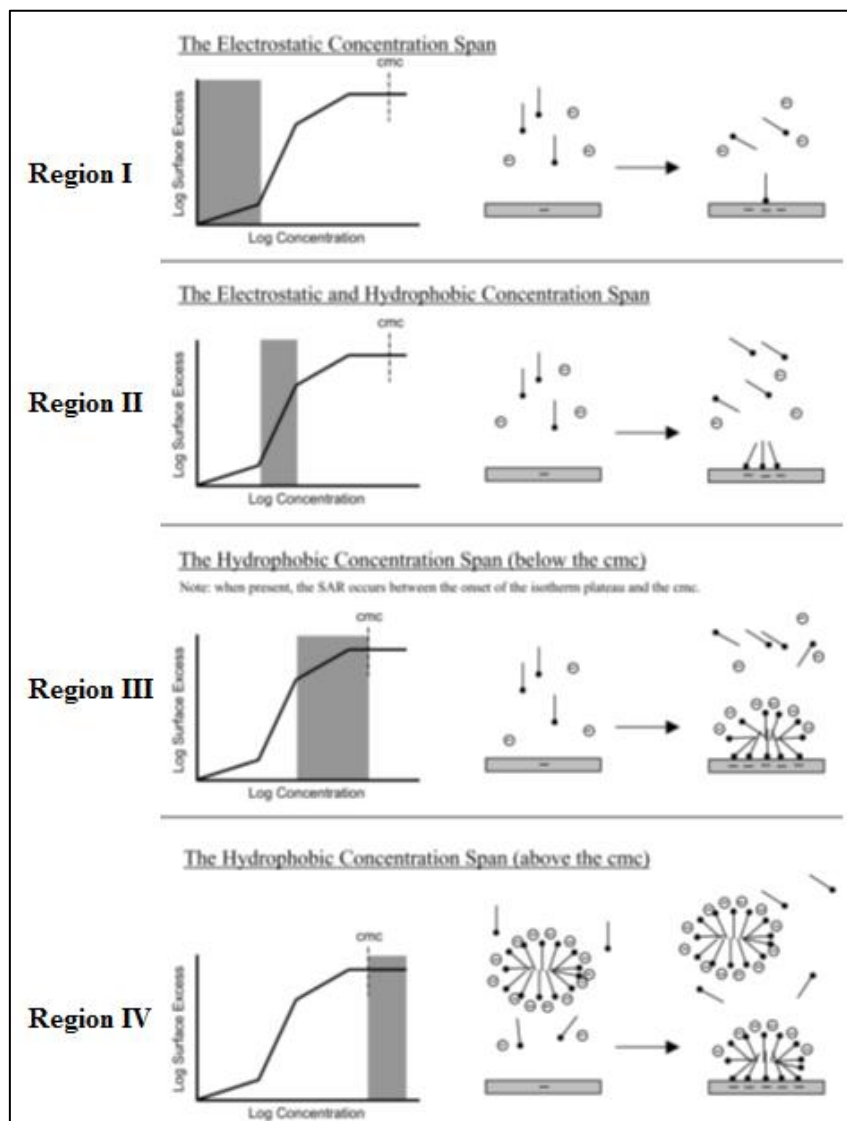 The Electrostatic Concentration Span
cmc
Region I
Log Surface Excess
Log Concentration
The Electrostatic and Hydrophobic Concentration Span
cmc
Region II
Log Surface Excess
Log Concentration
The Hydrophobic Concentration Span (below the cmc)
Note: when present, the SAR occurs between the onset of the isotherm plateau and the cmc.
cmc
Region III
Log Surface Excess
Log Concentration
The Hydrophobic Concentration Span (above the cmc)
cmc
Region IV
Log Surface Excess
Log Concentration